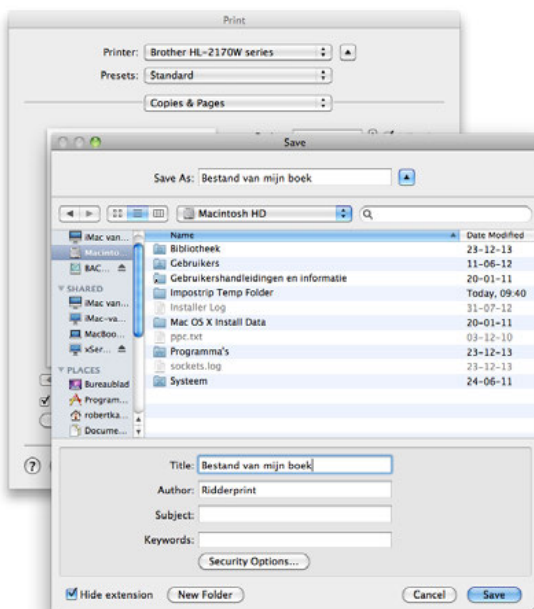 Print
Printer: Brother HL-2170W series
Presets: Standard
Copies & Pages
Save
Save As: Bestand van mijn boek
Macintosh HD
Name Date Modified
iMac van... Bibliotheek 23-12-13
Macinto... Gebruikers 11-06-12
BAC... Gebruikershandleidingen en informatie 20-01-11
SHARED Impostrip Temp Folder Today, 09:40
iMac van... Installer Log 31-07-12
iMac-va... Mac OS X Install Data 20-01-11
MacBoo... ppc.txt 03-12-10
xSer... Programma's 23-12-13
PLACES sockets.log 23-12-13
Bureaublad Systeem 24-06-11
Program...
robertka...
Docume...
?
Title: Bestand van mijn boek
Author: Ridderprint
Subject:
Keywords:
Security Options...
Hide extension New Folder Cancel Save